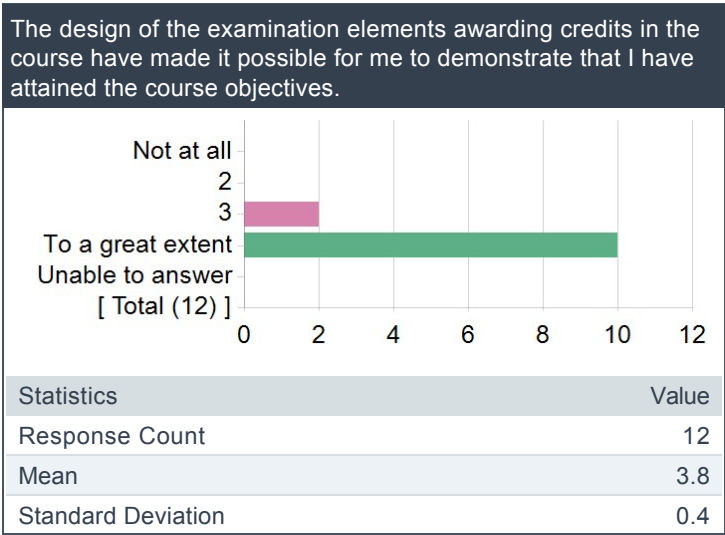 The design of the examination elements awarding credits in the
course have made it possible for me to demonstrate that I have
attained the course objectives.
Not at all
2
3
To a great extent
Unable to answer
[ Total (12) ]
0 2 4 6 8 10 12
Statistics Value
Response Count 12
Mean 3.8
Standard Deviation 0.4